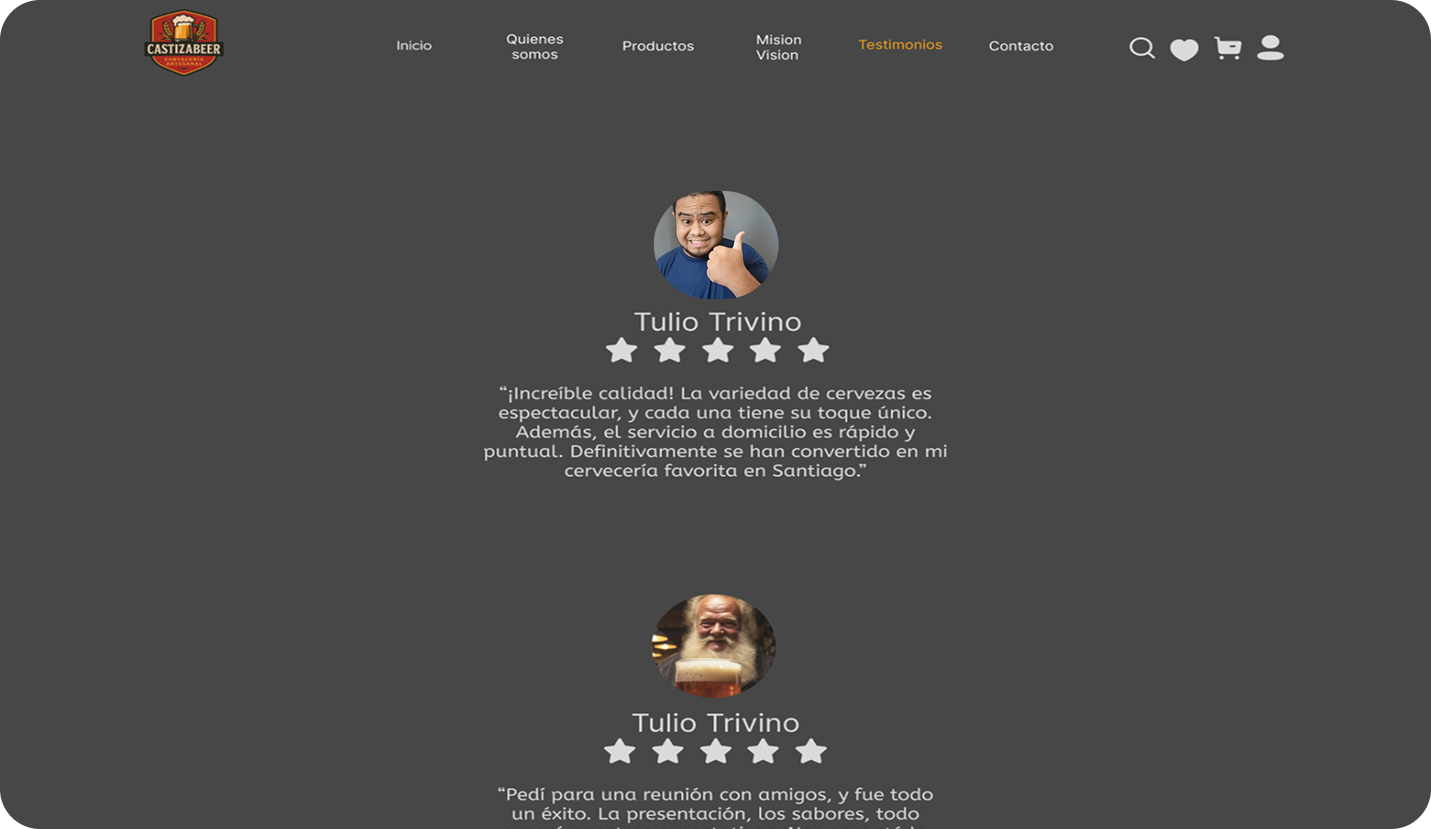 CASTIZABEER
CERVECERÍA
ARTESANAL
Inicio
Quienes
somos
Productos
Mision
Vision
Testimonios
Contacto
Tulio Trivino
“¡Increíble calidad! La variedad de cervezas es
espectacular, y cada una tiene su toque único.
Además, el servicio a domicilio es rápido y
puntual. Definitivamente se han convertido en mi
cervecería favorita en Santiago.”
Tulio Trivino
“Pedí para una reunión con amigos, y fue todo
un éxito. La presentación, los sabores, todo